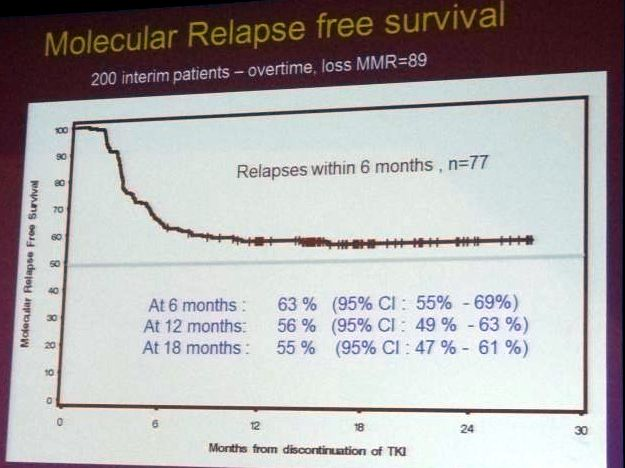 Molecular Relapse free survival
200 interim patients – overtime, loss MMR=89
Relapses within 6 months , n=77
Molecular Relapse Free Survival
100
90
80
70
60
50
40
30
20
10
0
At 6 months : 63 % (95% CI : 55% - 69%)
At 12 months: 56 % (95% CI : 49 % - 63 %)
At 18 months : 55 % (95% CI : 47 % - 61 %)
0 6 12 18 24 30
Months from discontinuation of TKI